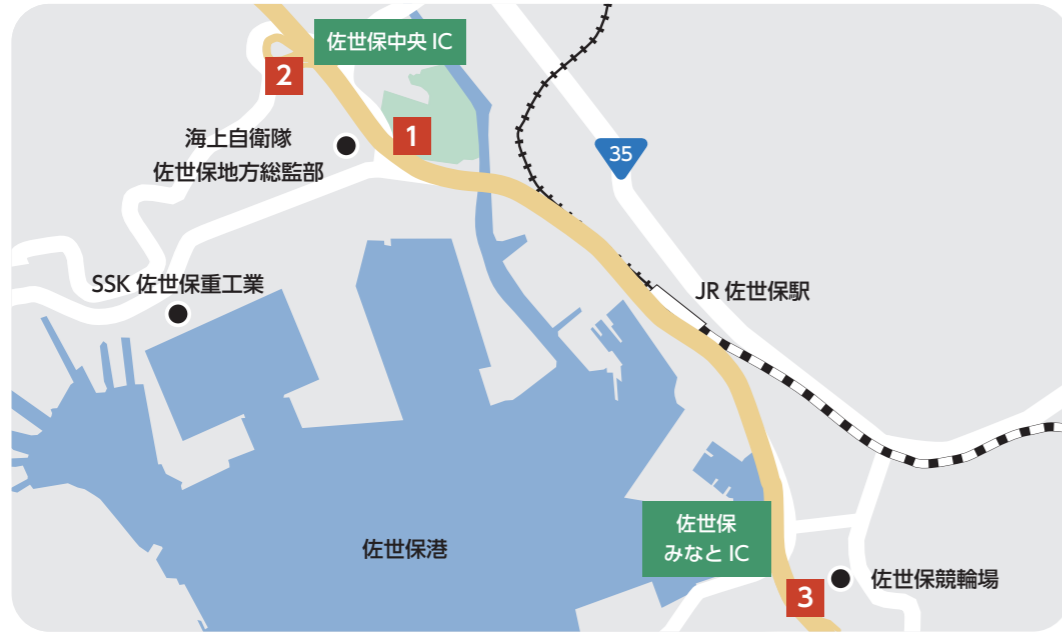 佐世保中央 IC
2
1
海上自衛隊
佐世保地方総監部
35
SSK 佐世保重工業
JR 佐世保駅
佐世保
みなと IC
佐世保港
3
佐世保競輪場